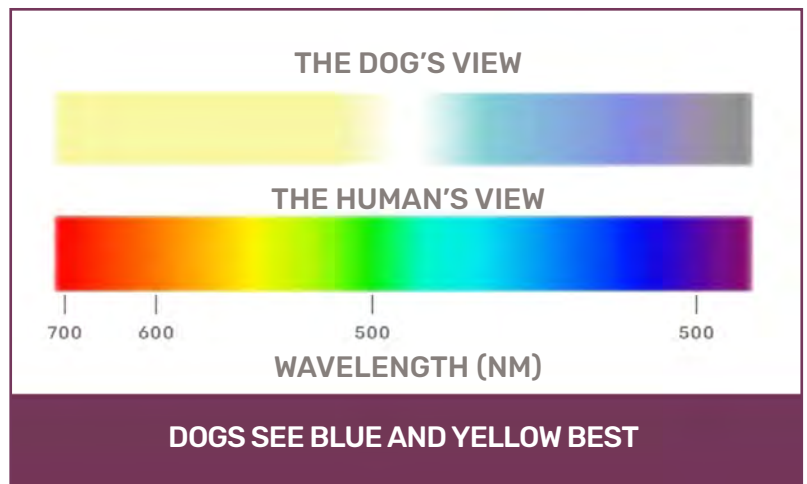 THE DOG'S VIEW
THE HUMAN'S VIEW
700 600 500 500
WAVELENGTH (NM)
DOGS SEE BLUE AND YELLOW BEST